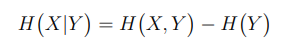 H(X|Y) = H(X, Y) − H(Y)